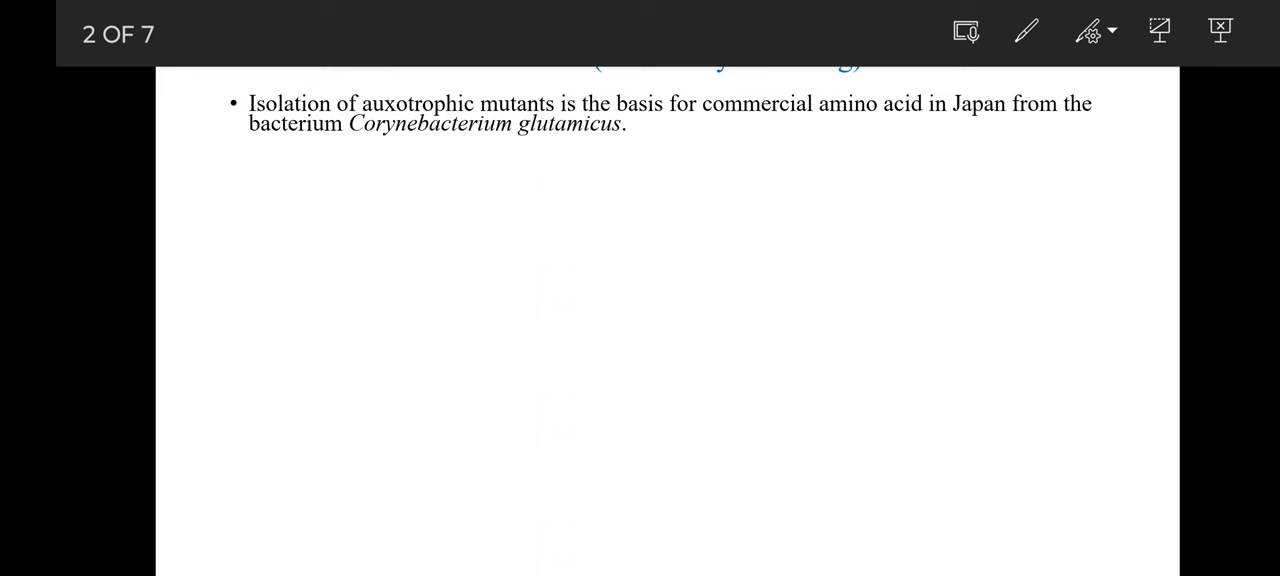 2 OF 7
• Isolation of auxotrophic mutants is the basis for commercial amino acid in Japan from the
bacterium Corynebacterium glutamicus.